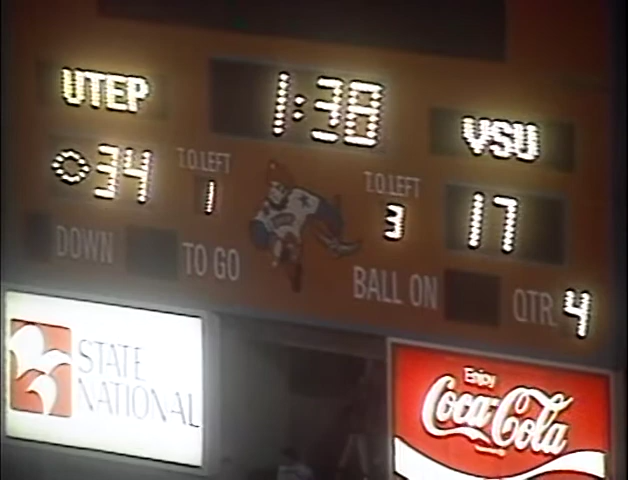 UTEP
1:38
VSU
34
T.O.LEFT
1
T.O.LEFT
3
17
DOWN
TO GO
BALL ON
QTR 4
STATE
NATIONAL
Enjoy
Coca-Cola